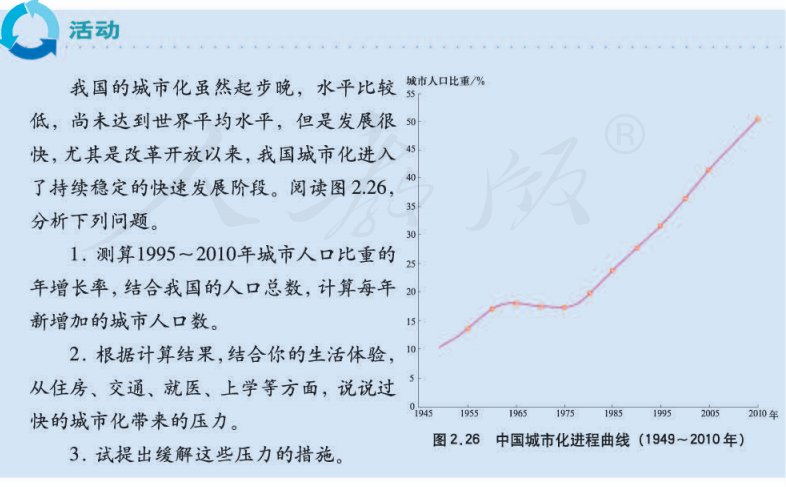 活动
我国的城市化虽然起步晚，水平比较
低，尚未达到世界平均水平，但是发展很
快，尤其是改革开放以来，我国城市化进入
了持续稳定的快速发展阶段。阅读图2.26，
分析下列问题。
1. 测算1995～2010年城市人口比重的
年增长率，结合我国的人口总数，计算每年
新增加的城市人口数。
2. 根据计算结果，结合你的生活体验，
从住房、交通、就医、上学等方面，说说过
快的城市化带来的压力。
3. 试提出缓解这些压力的措施。
城市人口比重/%
55
50
45
40
35
30
25
20
15
10
5
0
1945 1955 1965 1975 1985 1995 2005 2010 年
图 2.26 中国城市化进程曲线（1949～2010 年）
人教版®